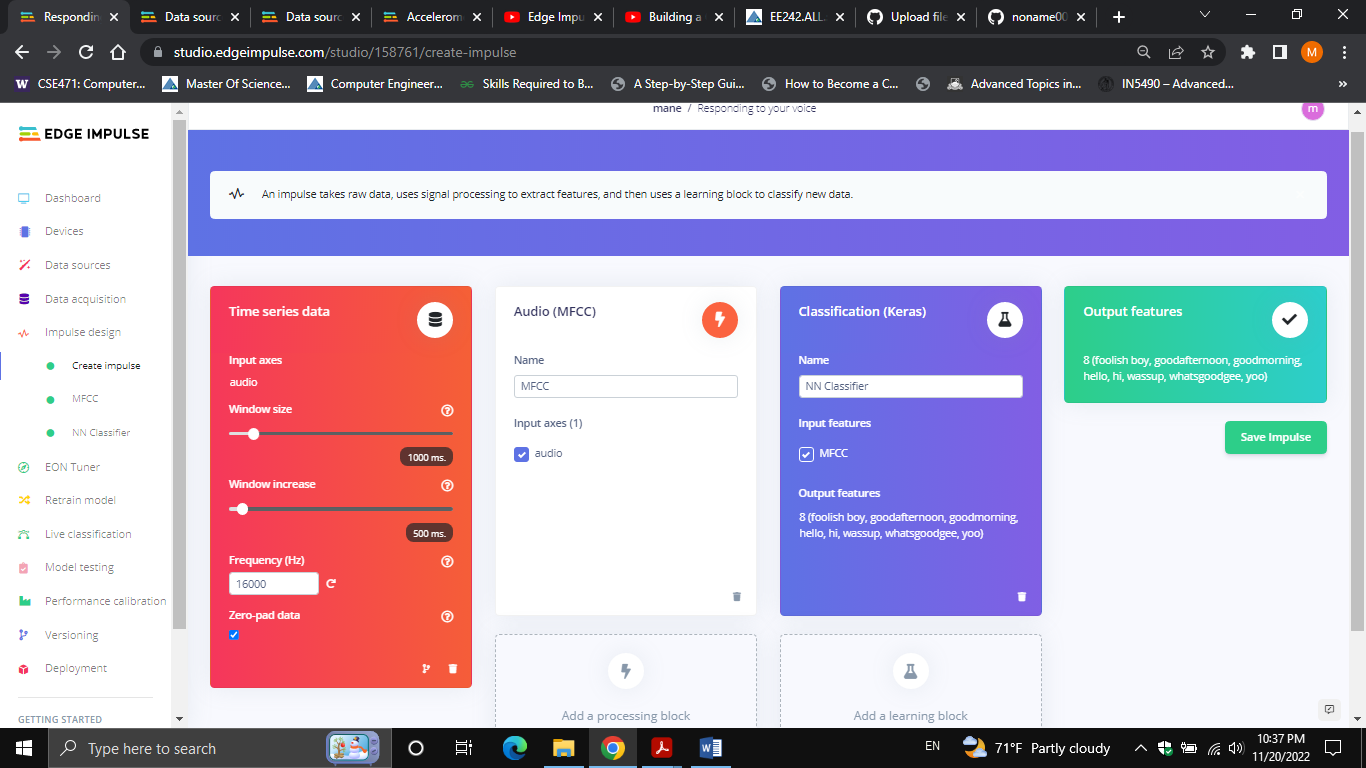 Respondin
Data sourc
Data sourc
Accelerom
Edge Impu
Building a
EE242.ALL.
Upload file
noname00
studio.edgeimpulse.com/studio/158761/create-impulse
M
CSE471: Computer...
Master Of Science...
Computer Engineer...
Skills Required to B...
A Step-by-Step Gui...
How to Become a C...
Advanced Topics in...
IN5490 – Advanced...
»
EDGE IMPULSE
mane / Responding to your voice
m
Dashboard
Devices
Data sources
Data acquisition
Impulse design
Create impulse
MFCC
NN Classifier
EON Tuner
Retrain model
Live classification
Model testing
Performance calibration
Versioning
Deployment
GETTING STARTED
An impulse takes raw data, uses signal processing to extract features, and then uses a learning block to classify new data.
Time series data
Input axes
audio
Window size
1000 ms.
Window increase
500 ms.
Frequency (Hz)
16000
Zero-pad data
Audio (MFCC)
Name
MFCC
Input axes (1)
audio
Add a processing block
Classification (Keras)
Name
NN Classifier
Input features
MFCC
Output features
8 (foolish boy, goodafternoon, goodmorning,
hello, hi, wassup, whatsgoodgee, yoo)
Add a learning block
Output features
8 (foolish boy, goodafternoon, goodmorning,
hello, hi, wassup, whatsgoodgee, yoo)
Save Impulse
Type here to search
EN
71°F Partly cloudy
10:37 PM
11/20/2022